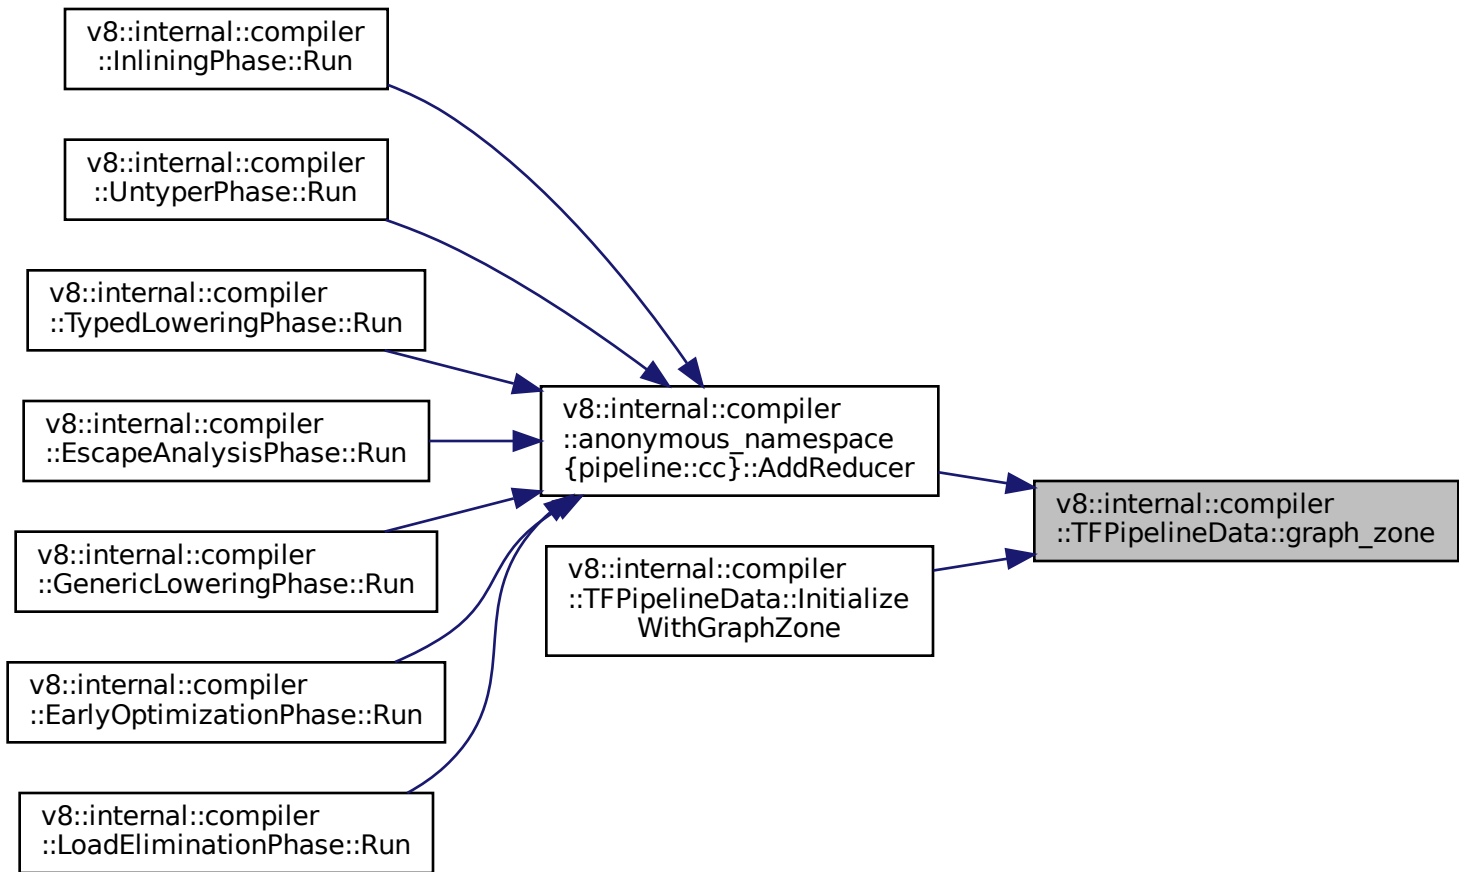 v8::internal::compiler
::InliningPhase::Run
v8::internal::compiler
::UntyperPhase::Run
v8::internal::compiler
::TypedLoweringPhase::Run
v8::internal::compiler
::EscapeAnalysisPhase::Run
v8::internal::compiler
::GenericLoweringPhase::Run
v8::internal::compiler
::EarlyOptimizationPhase::Run
v8::internal::compiler
::LoadEliminationPhase::Run
v8::internal::compiler
::anonymous_namespace
{pipeline::cc}::AddReducer
v8::internal::compiler
::TFPipelineData::Initialize
WithGraphZone
v8::internal::compiler
::TFPipelineData::graph_zone